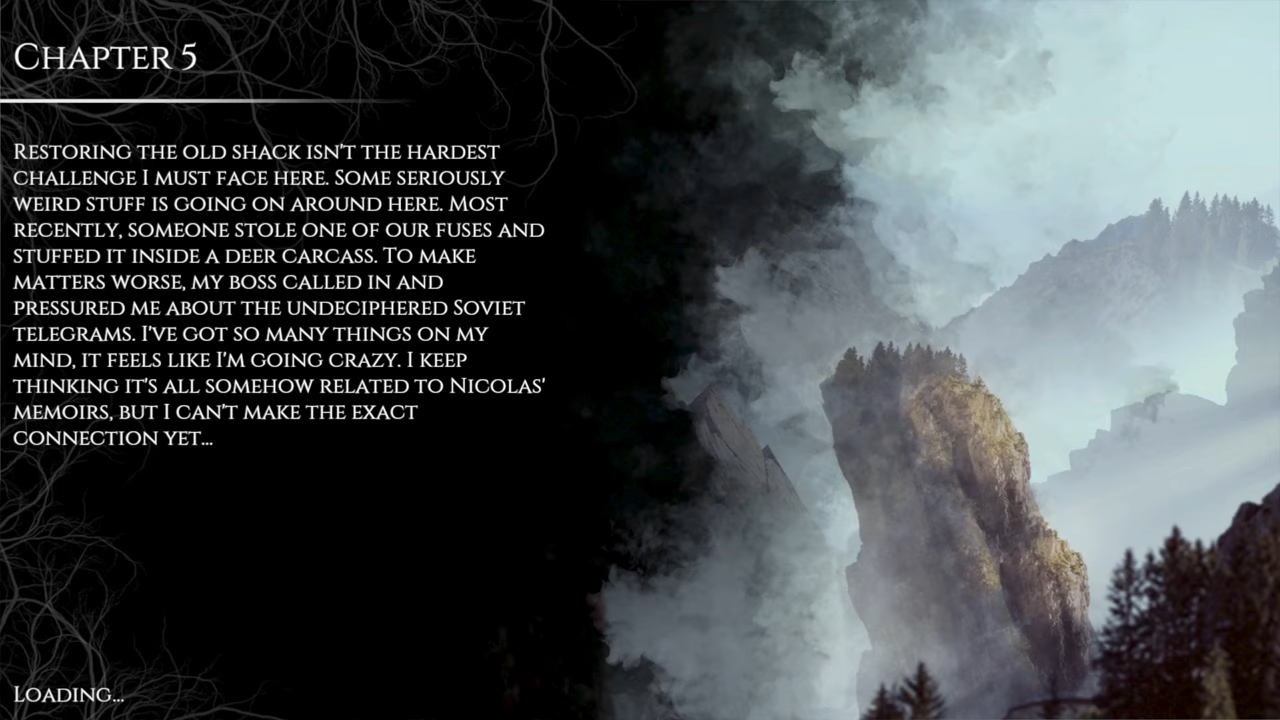 Chapter 5
Restoring the old shack isn't the hardest
challenge I must face here. Some seriously
weird stuff is going on around here. Most
recently, someone stole one of our fuses and
stuffed it inside a deer carcass. To make
matters worse, my boss called in and
pressured me about the undeciphered Soviet
telegrams. I've got so many things on my
mind, it feels like I'm going crazy. I keep
thinking it's all somehow related to Nicolas'
memoirs, but I can't make the exact
connection yet...
Loading...